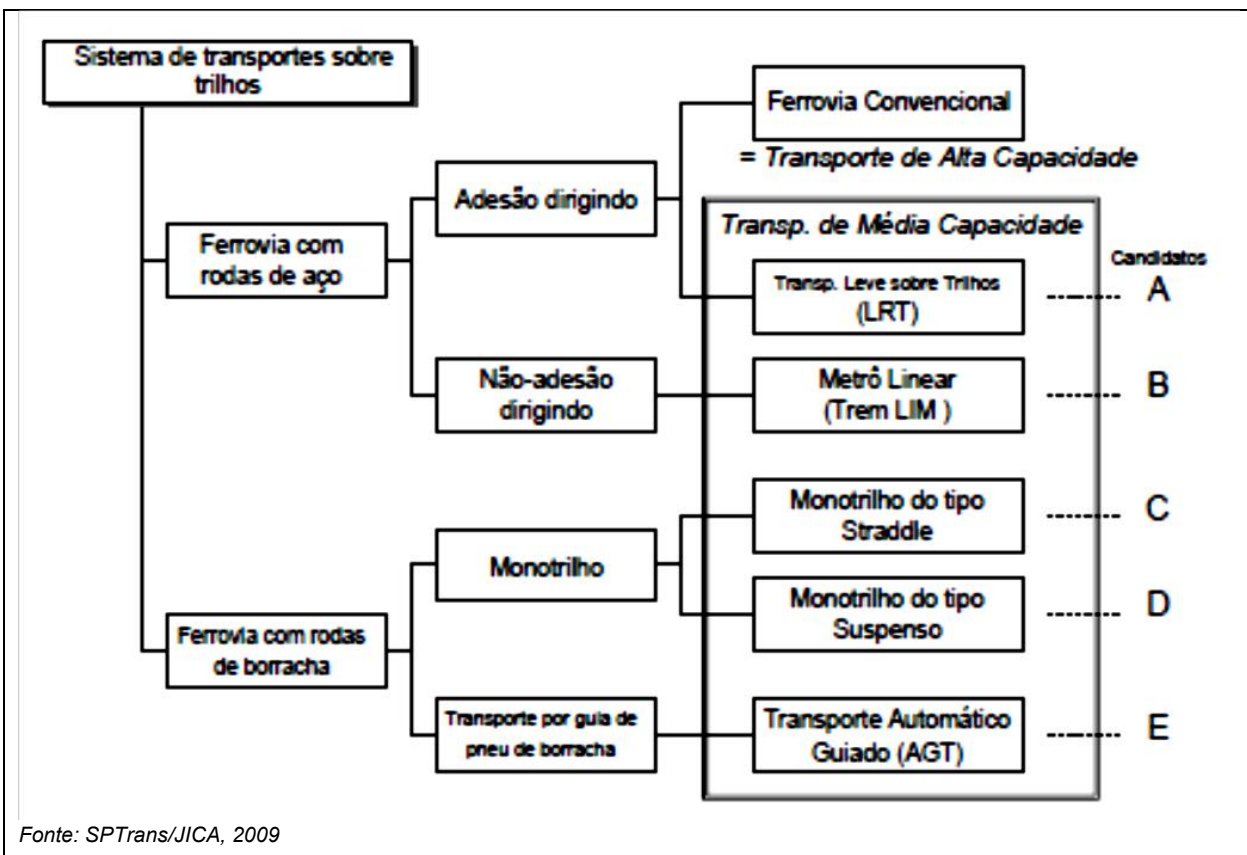 Sistema de transportes sobre
trilhos
Ferrovia Convencional
= Transporte de Alta Capacidade
Adesão dirigindo
Transp. de Média Capacidade
Ferrovia com
rodas de aço
Candidatos
Transp. Leve sobre Trilhos
(LRT)
A
Não-adesão
dirigindo
Metrô Linear
(Trem LIM )
B
Monotrilho do tipo
Straddle
C
Monotrilho
Monotrilho do tipo
Suspenso
D
Ferrovia com rodas
de borracha
Transporte por guia de
pneu de borracha
Transporte Automático
Guiado (AGT)
E
Fonte: SPTrans/JICA, 2009